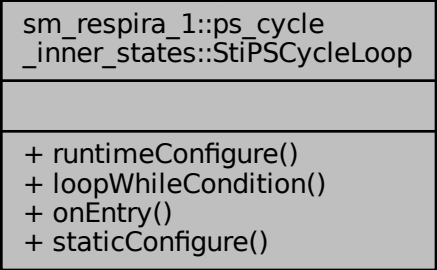 sm_respira_1::ps_cycle
_inner_states::StiPSCycleLoop
+ runtimeConfigure()
+ loopWhileCondition()
+ onEntry()
+ staticConfigure()